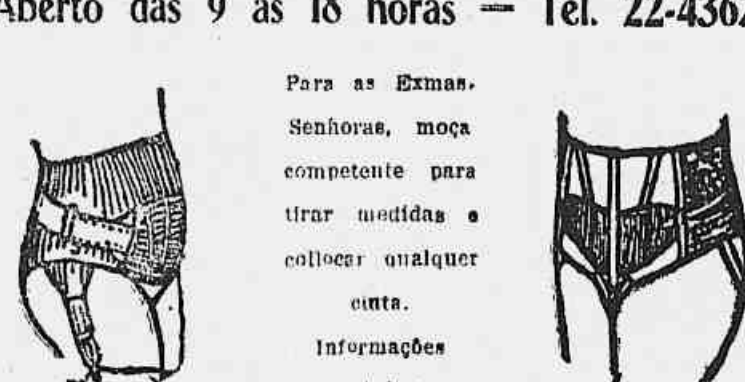 Aberto das 9 ás 18 horas — Tel. 22-4362
Para as Exmas.
Senhoras, moça
competente para
tirar medidas e
collocar qualquer
cinta.
Informações